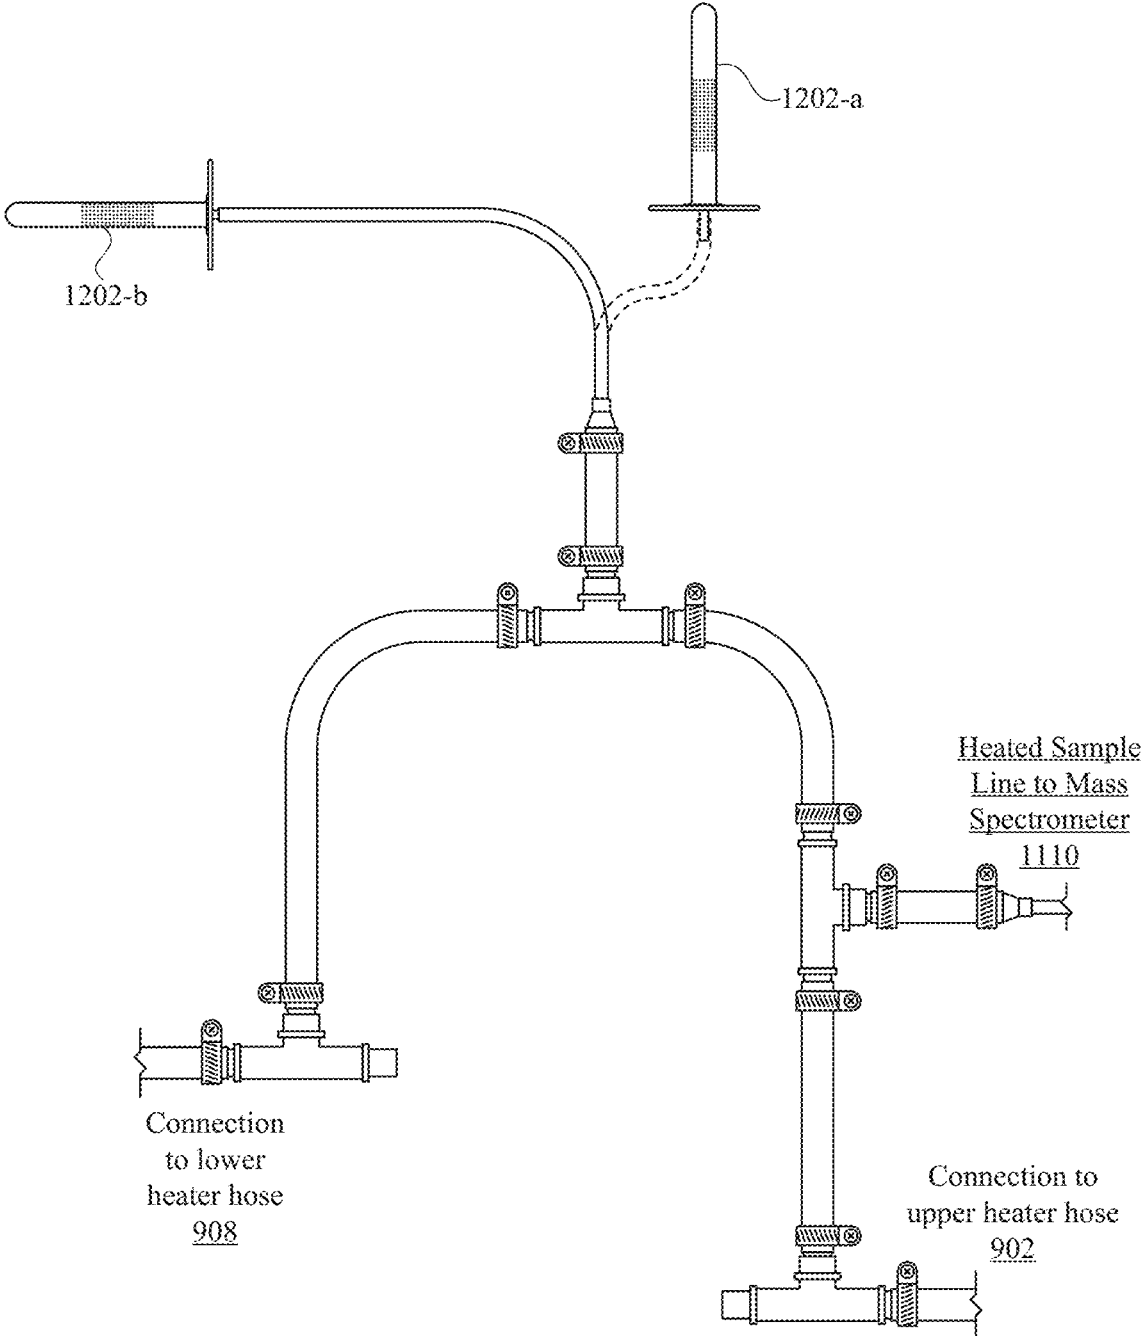 1202-a
1202-b
Heated Sample
Line to Mass
Spectrometer
1110
Connection
to lower
heater hose
908
Connection to
upper heater hose
902